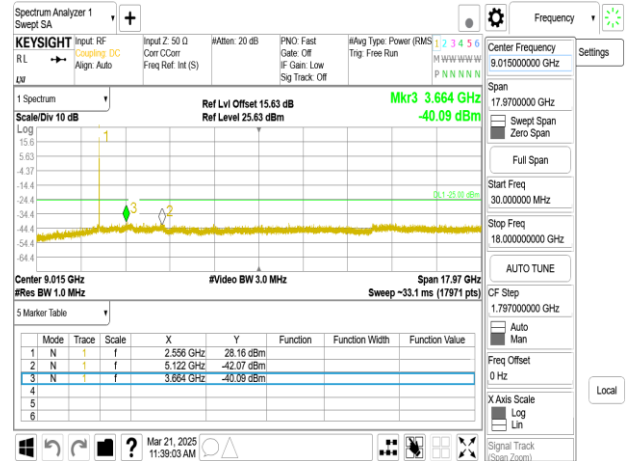 Spectrum Analyzer 1
Swept SA
Frequency
KEYSIGHT
Input: RF
Input Z: 50 Ω
#Atten: 20 dB
PNO: Fast
#Avg Type: Power (RMS
1 2 3 4 5 6
RL
Coupling: DC
Corr CCorr
Gate: Off
Trig: Free Run
M W W W W W
Align: Auto
Freq Ref: Int (S)
IF Gain: Low
Sig Track: Off
P N N N N N
Center Frequency
9.015000000 GHz
Settings
1 Spectrum
Ref Lvl Offset 15.63 dB
Mkr3 3.664 GHz
Scale/Div 10 dB
Ref Level 25.63 dBm
-40.09 dBm
Span
17.9700000 GHz
Swept Span
Zero Span
Full Span
Start Freq
30.000000 MHz
Stop Freq
18.000000000 GHz
AUTO TUNE
CF Step
1.797000000 GHz
Auto
Man
Freq Offset
0 Hz
X Axis Scale
Log
Lin
Signal Track
(Span Zoom)
Local
Log
15.6
5.63
-4.37
-14.4
-24.4
-34.4
-44.4
-54.4
-64.4
1
3
2
DL1 -25.00 dBm
Center 9.015 GHz
#Video BW 3.0 MHz
Span 17.97 GHz
#Res BW 1.0 MHz
Sweep ~33.1 ms (17971 pts)
5 Marker Table
Mode Trace Scale X Y Function Function Width Function Value
1 N 1 f 2.556 GHz 28.16 dBm
2 N 1 f 5.122 GHz -42.07 dBm
3 N 1 f 3.664 GHz -40.09 dBm
4
5
6
?
Mar 21, 2025
11:39:03 AM